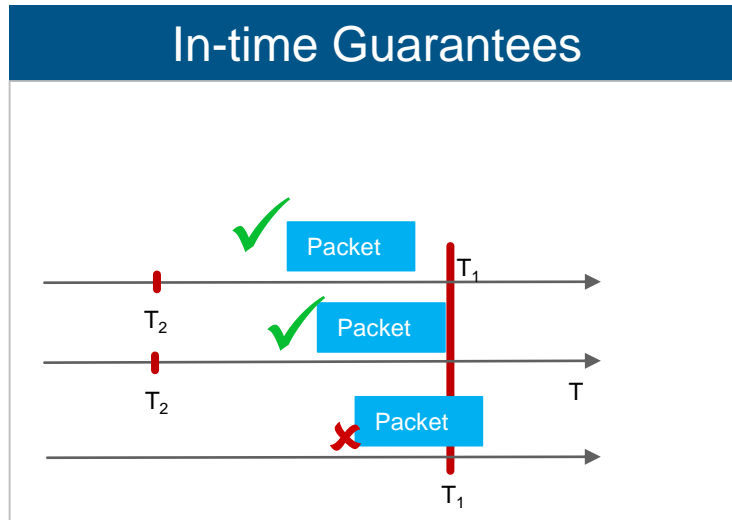 In-time Guarantees
Packet
T₁
T₂
Packet
T₂
T
Packet
T₁